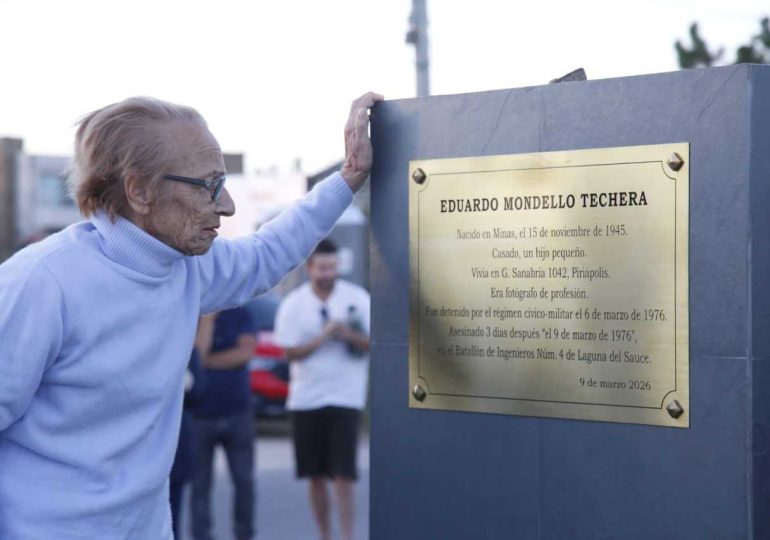 EDUARDO MONDELLO TECHERA
Nacido en Minas, el 15 de noviembre de 1945.
Casado, un hijo pequeño.
Vivía en G. Sanabria 1042, Piriápolis.
Era fotógrafo de profesión.
Fue detenido por el régimen cívico-militar el 6 de marzo de 1976.
Asesinado 3 días después “el 9 de marzo de 1976”,
en el Batallón de Ingenieros Núm. 4 de Laguna del Sauce.
9 de marzo 2026